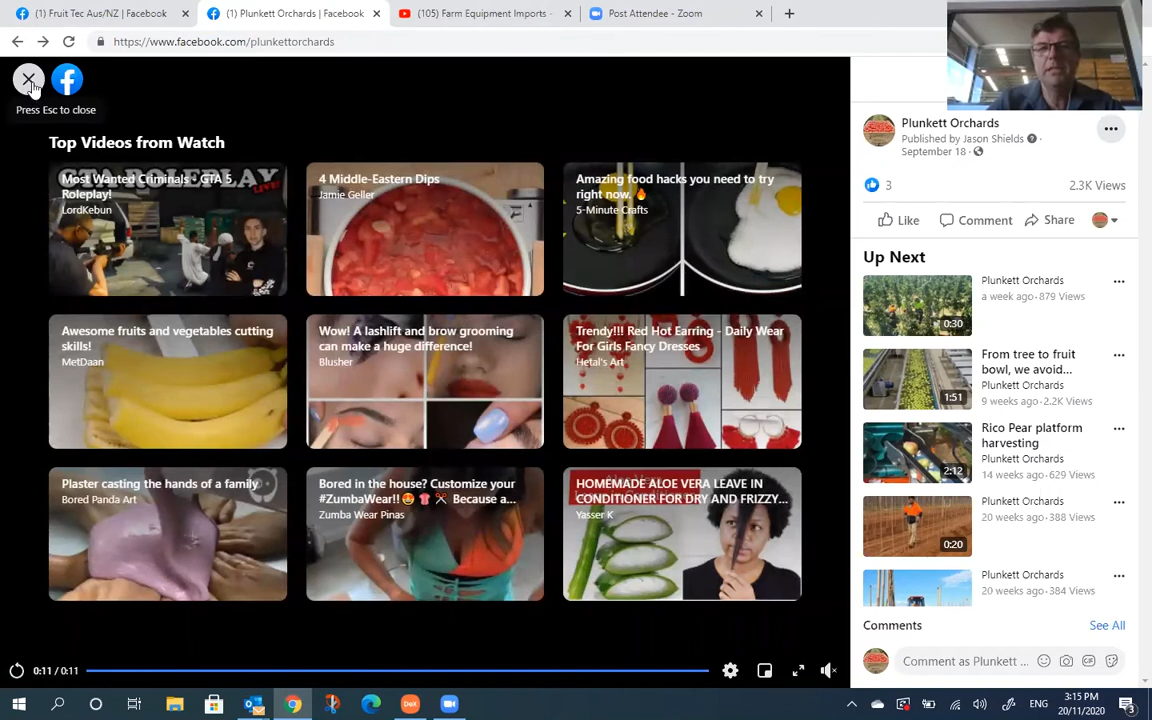 (1) Fruit Tec Aus/NZ | Facebook
(1) Plunkett Orchards | Facebook
(105) Farm Equipment Imports -
Post Attendee - Zoom
https://www.facebook.com/plunkettorchards
Press Esc to close
Top Videos from Watch
Most Wanted Criminals - GTA 5
Roleplay!
LordKebun
4 Middle-Eastern Dips
Jamie Geller
Amazing food hacks you need to try
right now. 🔥
5-Minute Crafts
Awesome fruits and vegetables cutting
skills!
MetDaan
Wow! A lashlift and brow grooming
can make a huge difference!
Blusher
Trendy!!! Red Hot Earring - Daily Wear
For Girls Fancy Dresses
Hetal's Art
Plaster casting the hands of a family
Bored Panda Art
Bored in the house? Customize your
#ZumbaWear!! 😍 👚 ✂️ Because a...
Zumba Wear Pinas
HOMEMADE ALOE VERA LEAVE IN
CONDITIONER FOR DRY AND FRIZZY...
Yasser K
0:11 / 0:11
Plunkett Orchards
Published by Jason Shields ·
September 18 ·
3
2.3K Views
Like
Comment
Share
Up Next
Plunkett Orchards
a week ago · 879 Views
0:30
From tree to fruit
bowl, we avoid...
Plunkett Orchards
9 weeks ago · 2.2K Views
1:51
Rico Pear platform
harvesting
Plunkett Orchards
14 weeks ago · 629 Views
2:12
Plunkett Orchards
20 weeks ago · 388 Views
0:20
Plunkett Orchards
20 weeks ago · 384 Views
Comments
See All
Comment as Plunkett ...
GIF
ENG
3:15 PM
20/11/2020
3